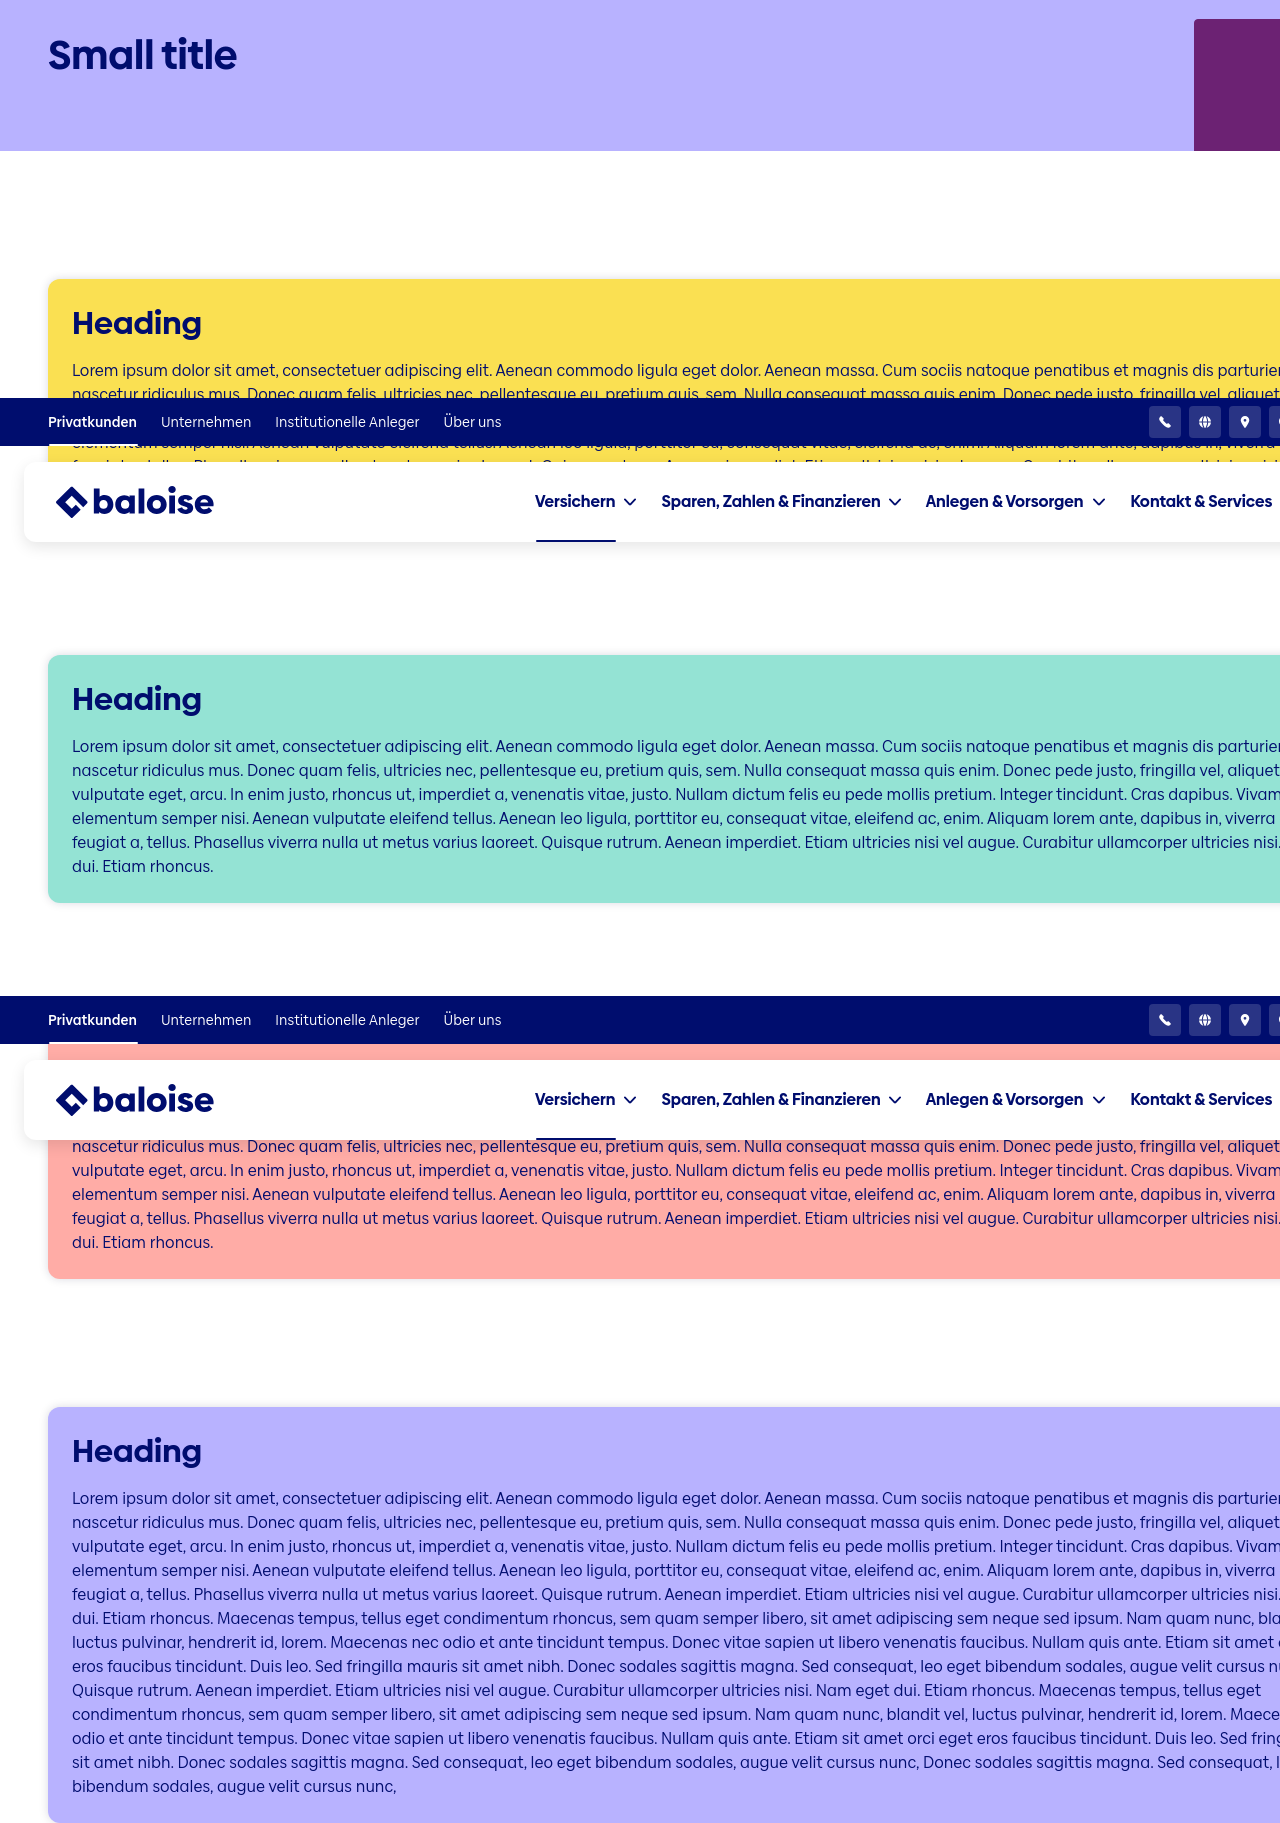 Small title
Heading
Lorem ipsum dolor sit amet, consectetuer adipiscing elit. Aenean commodo ligula eget dolor. Aenean massa. Cum sociis natoque penatibus et magnis dis parturien
nascetur ridiculus mus. Donec quam felis, ultricies nec, pellentesque eu, pretium quis, sem. Nulla consequat massa quis enim. Donec pede justo, fringilla vel, aliquet
Privatkunden Unternehmen Institutionelle Anleger Über uns
baloise Versichern Sparen, Zahlen & Finanzieren Anlegen & Vorsorgen Kontakt & Services
Heading
Lorem ipsum dolor sit amet, consectetuer adipiscing elit. Aenean commodo ligula eget dolor. Aenean massa. Cum sociis natoque penatibus et magnis dis parturien
nascetur ridiculus mus. Donec quam felis, ultricies nec, pellentesque eu, pretium quis, sem. Nulla consequat massa quis enim. Donec pede justo, fringilla vel, aliquet
vulputate eget, arcu. In enim justo, rhoncus ut, imperdiet a, venenatis vitae, justo. Nullam dictum felis eu pede mollis pretium. Integer tincidunt. Cras dapibus. Vivam
elementum semper nisi. Aenean vulputate eleifend tellus. Aenean leo ligula, porttitor eu, consequat vitae, eleifend ac, enim. Aliquam lorem ante, dapibus in, viverra
feugiat a, tellus. Phasellus viverra nulla ut metus varius laoreet. Quisque rutrum. Aenean imperdiet. Etiam ultricies nisi vel augue. Curabitur ullamcorper ultricies nisi.
dui. Etiam rhoncus.
Privatkunden Unternehmen Institutionelle Anleger Über uns
baloise Versichern Sparen, Zahlen & Finanzieren Anlegen & Vorsorgen Kontakt & Services
nascetur ridiculus mus. Donec quam felis, ultricies nec, pellentesque eu, pretium quis, sem. Nulla consequat massa quis enim. Donec pede justo, fringilla vel, aliquet
vulputate eget, arcu. In enim justo, rhoncus ut, imperdiet a, venenatis vitae, justo. Nullam dictum felis eu pede mollis pretium. Integer tincidunt. Cras dapibus. Vivam
elementum semper nisi. Aenean vulputate eleifend tellus. Aenean leo ligula, porttitor eu, consequat vitae, eleifend ac, enim. Aliquam lorem ante, dapibus in, viverra
feugiat a, tellus. Phasellus viverra nulla ut metus varius laoreet. Quisque rutrum. Aenean imperdiet. Etiam ultricies nisi vel augue. Curabitur ullamcorper ultricies nisi.
dui. Etiam rhoncus.
Heading
Lorem ipsum dolor sit amet, consectetuer adipiscing elit. Aenean commodo ligula eget dolor. Aenean massa. Cum sociis natoque penatibus et magnis dis parturien
nascetur ridiculus mus. Donec quam felis, ultricies nec, pellentesque eu, pretium quis, sem. Nulla consequat massa quis enim. Donec pede justo, fringilla vel, aliquet
vulputate eget, arcu. In enim justo, rhoncus ut, imperdiet a, venenatis vitae, justo. Nullam dictum felis eu pede mollis pretium. Integer tincidunt. Cras dapibus. Vivam
elementum semper nisi. Aenean vulputate eleifend tellus. Aenean leo ligula, porttitor eu, consequat vitae, eleifend ac, enim. Aliquam lorem ante, dapibus in, viverra
feugiat a, tellus. Phasellus viverra nulla ut metus varius laoreet. Quisque rutrum. Aenean imperdiet. Etiam ultricies nisi vel augue. Curabitur ullamcorper ultricies nisi.
dui. Etiam rhoncus. Maecenas tempus, tellus eget condimentum rhoncus, sem quam semper libero, sit amet adipiscing sem neque sed ipsum. Nam quam nunc, bla
luctus pulvinar, hendrerit id, lorem. Maecenas nec odio et ante tincidunt tempus. Donec vitae sapien ut libero venenatis faucibus. Nullam quis ante. Etiam sit amet
eros faucibus tincidunt. Duis leo. Sed fringilla mauris sit amet nibh. Donec sodales sagittis magna. Sed consequat, leo eget bibendum sodales, augue velit cursus nu
Quisque rutrum. Aenean imperdiet. Etiam ultricies nisi vel augue. Curabitur ullamcorper ultricies nisi. Nam eget dui. Etiam rhoncus. Maecenas tempus, tellus eget
condimentum rhoncus, sem quam semper libero, sit amet adipiscing sem neque sed ipsum. Nam quam nunc, blandit vel, luctus pulvinar, hendrerit id, lorem. Maece
odio et ante tincidunt tempus. Donec vitae sapien ut libero venenatis faucibus. Nullam quis ante. Etiam sit amet orci eget eros faucibus tincidunt. Duis leo. Sed fring
sit amet nibh. Donec sodales sagittis magna. Sed consequat, leo eget bibendum sodales, augue velit cursus nunc, Donec sodales sagittis magna. Sed consequat, l
bibendum sodales, augue velit cursus nunc,